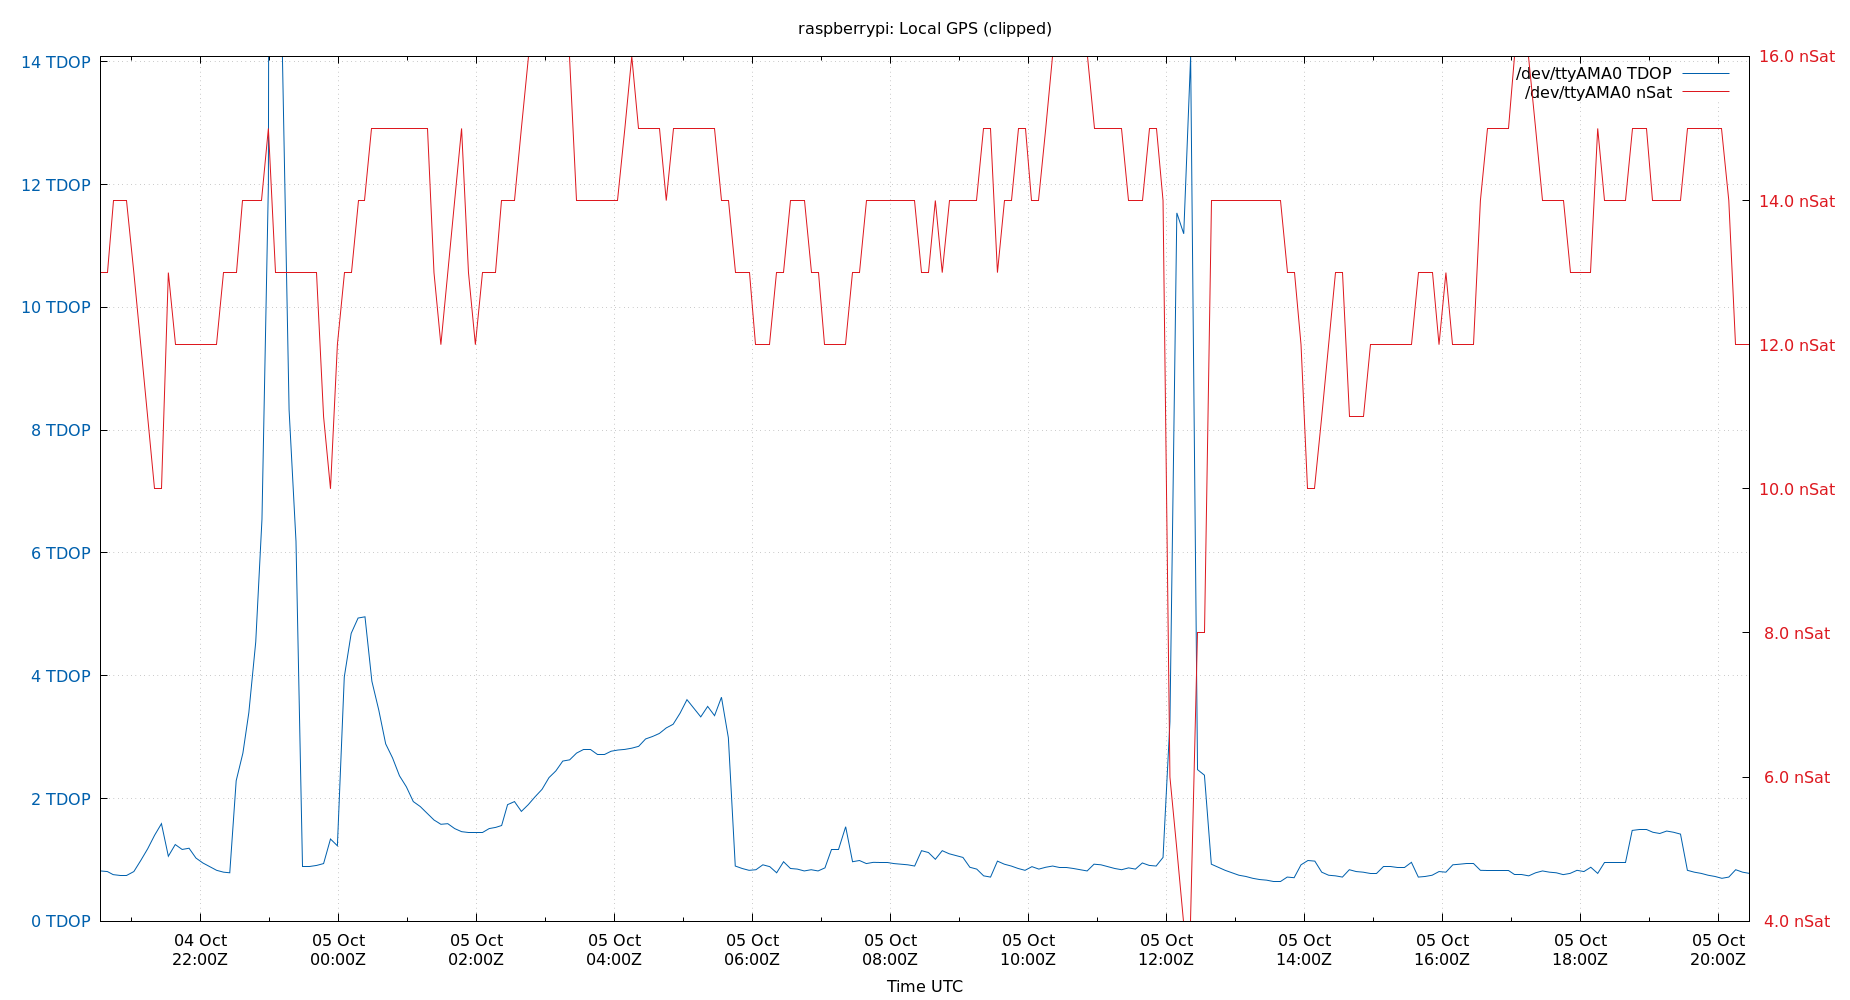 raspberrypi: Local GPS (clipped)
14 TDOP
12 TDOP
10 TDOP
8 TDOP
6 TDOP
4 TDOP
2 TDOP
0 TDOP
16.0 nSat
14.0 nSat
12.0 nSat
10.0 nSat
8.0 nSat
6.0 nSat
4.0 nSat
/dev/ttyAMA0 TDOP
/dev/ttyAMA0 nSat
04 Oct
22:00Z
05 Oct
00:00Z
05 Oct
02:00Z
05 Oct
04:00Z
05 Oct
06:00Z
05 Oct
08:00Z
05 Oct
10:00Z
05 Oct
12:00Z
05 Oct
14:00Z
05 Oct
16:00Z
05 Oct
18:00Z
05 Oct
20:00Z
Time UTC